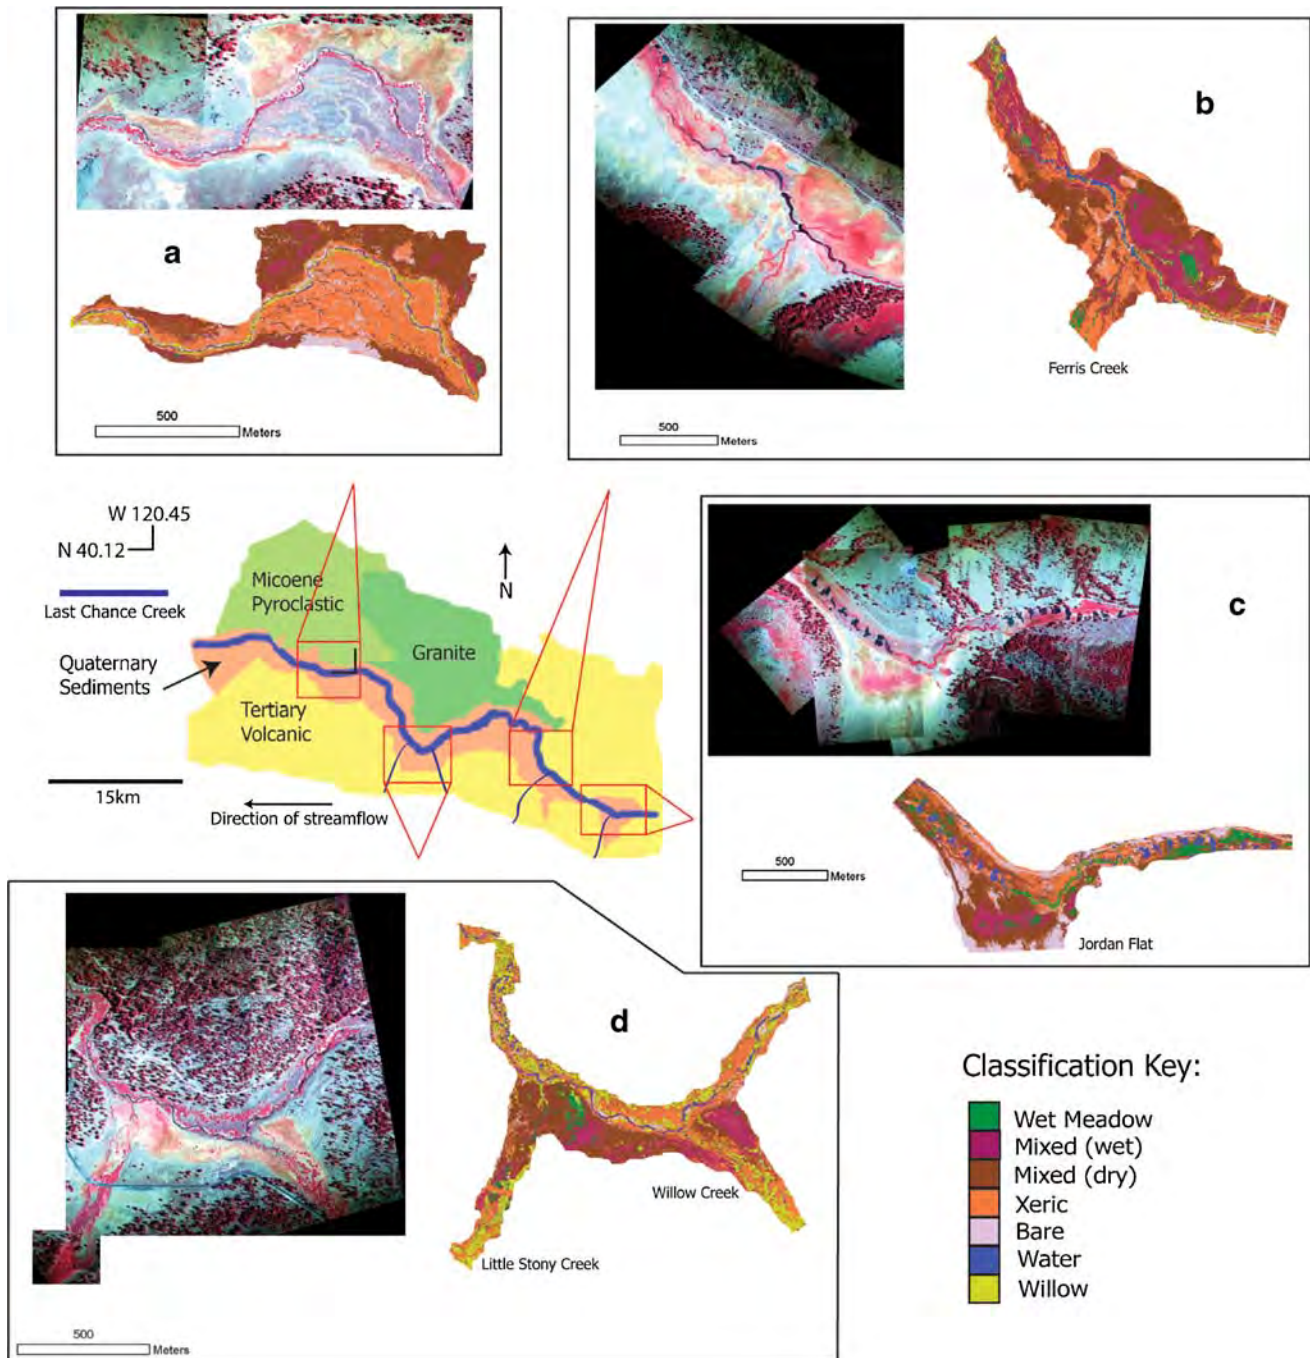 a
500
Meters
b
Ferris Creek
500
Meters
W 120.45
N 40.12
Last Chance Creek
Quaternary
Sediments
Micoene
Pyroclastic
Granite
Tertiary
Volcanic
N
15km
Direction of streamflow
c
500
Meters
Jordan Flat
d
Willow Creek
Little Stony Creek
500
Meters
Classification Key:
Wet Meadow
Mixed (wet)
Mixed (dry)
Xeric
Bare
Water
Willow